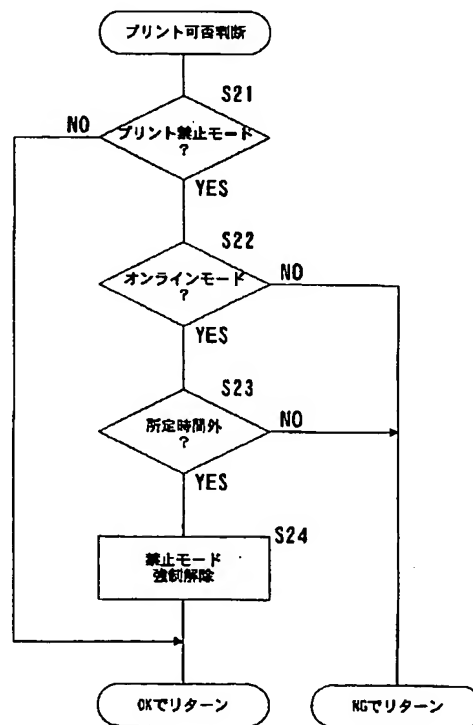 プリント可否判断
S21
NO
プリント禁止モード
?
YES
S22
オンラインモード
?
NO
YES
S23
所定時間外
?
NO
YES
S24
禁止モード
強制解除
OKでリターン
NGでリターン